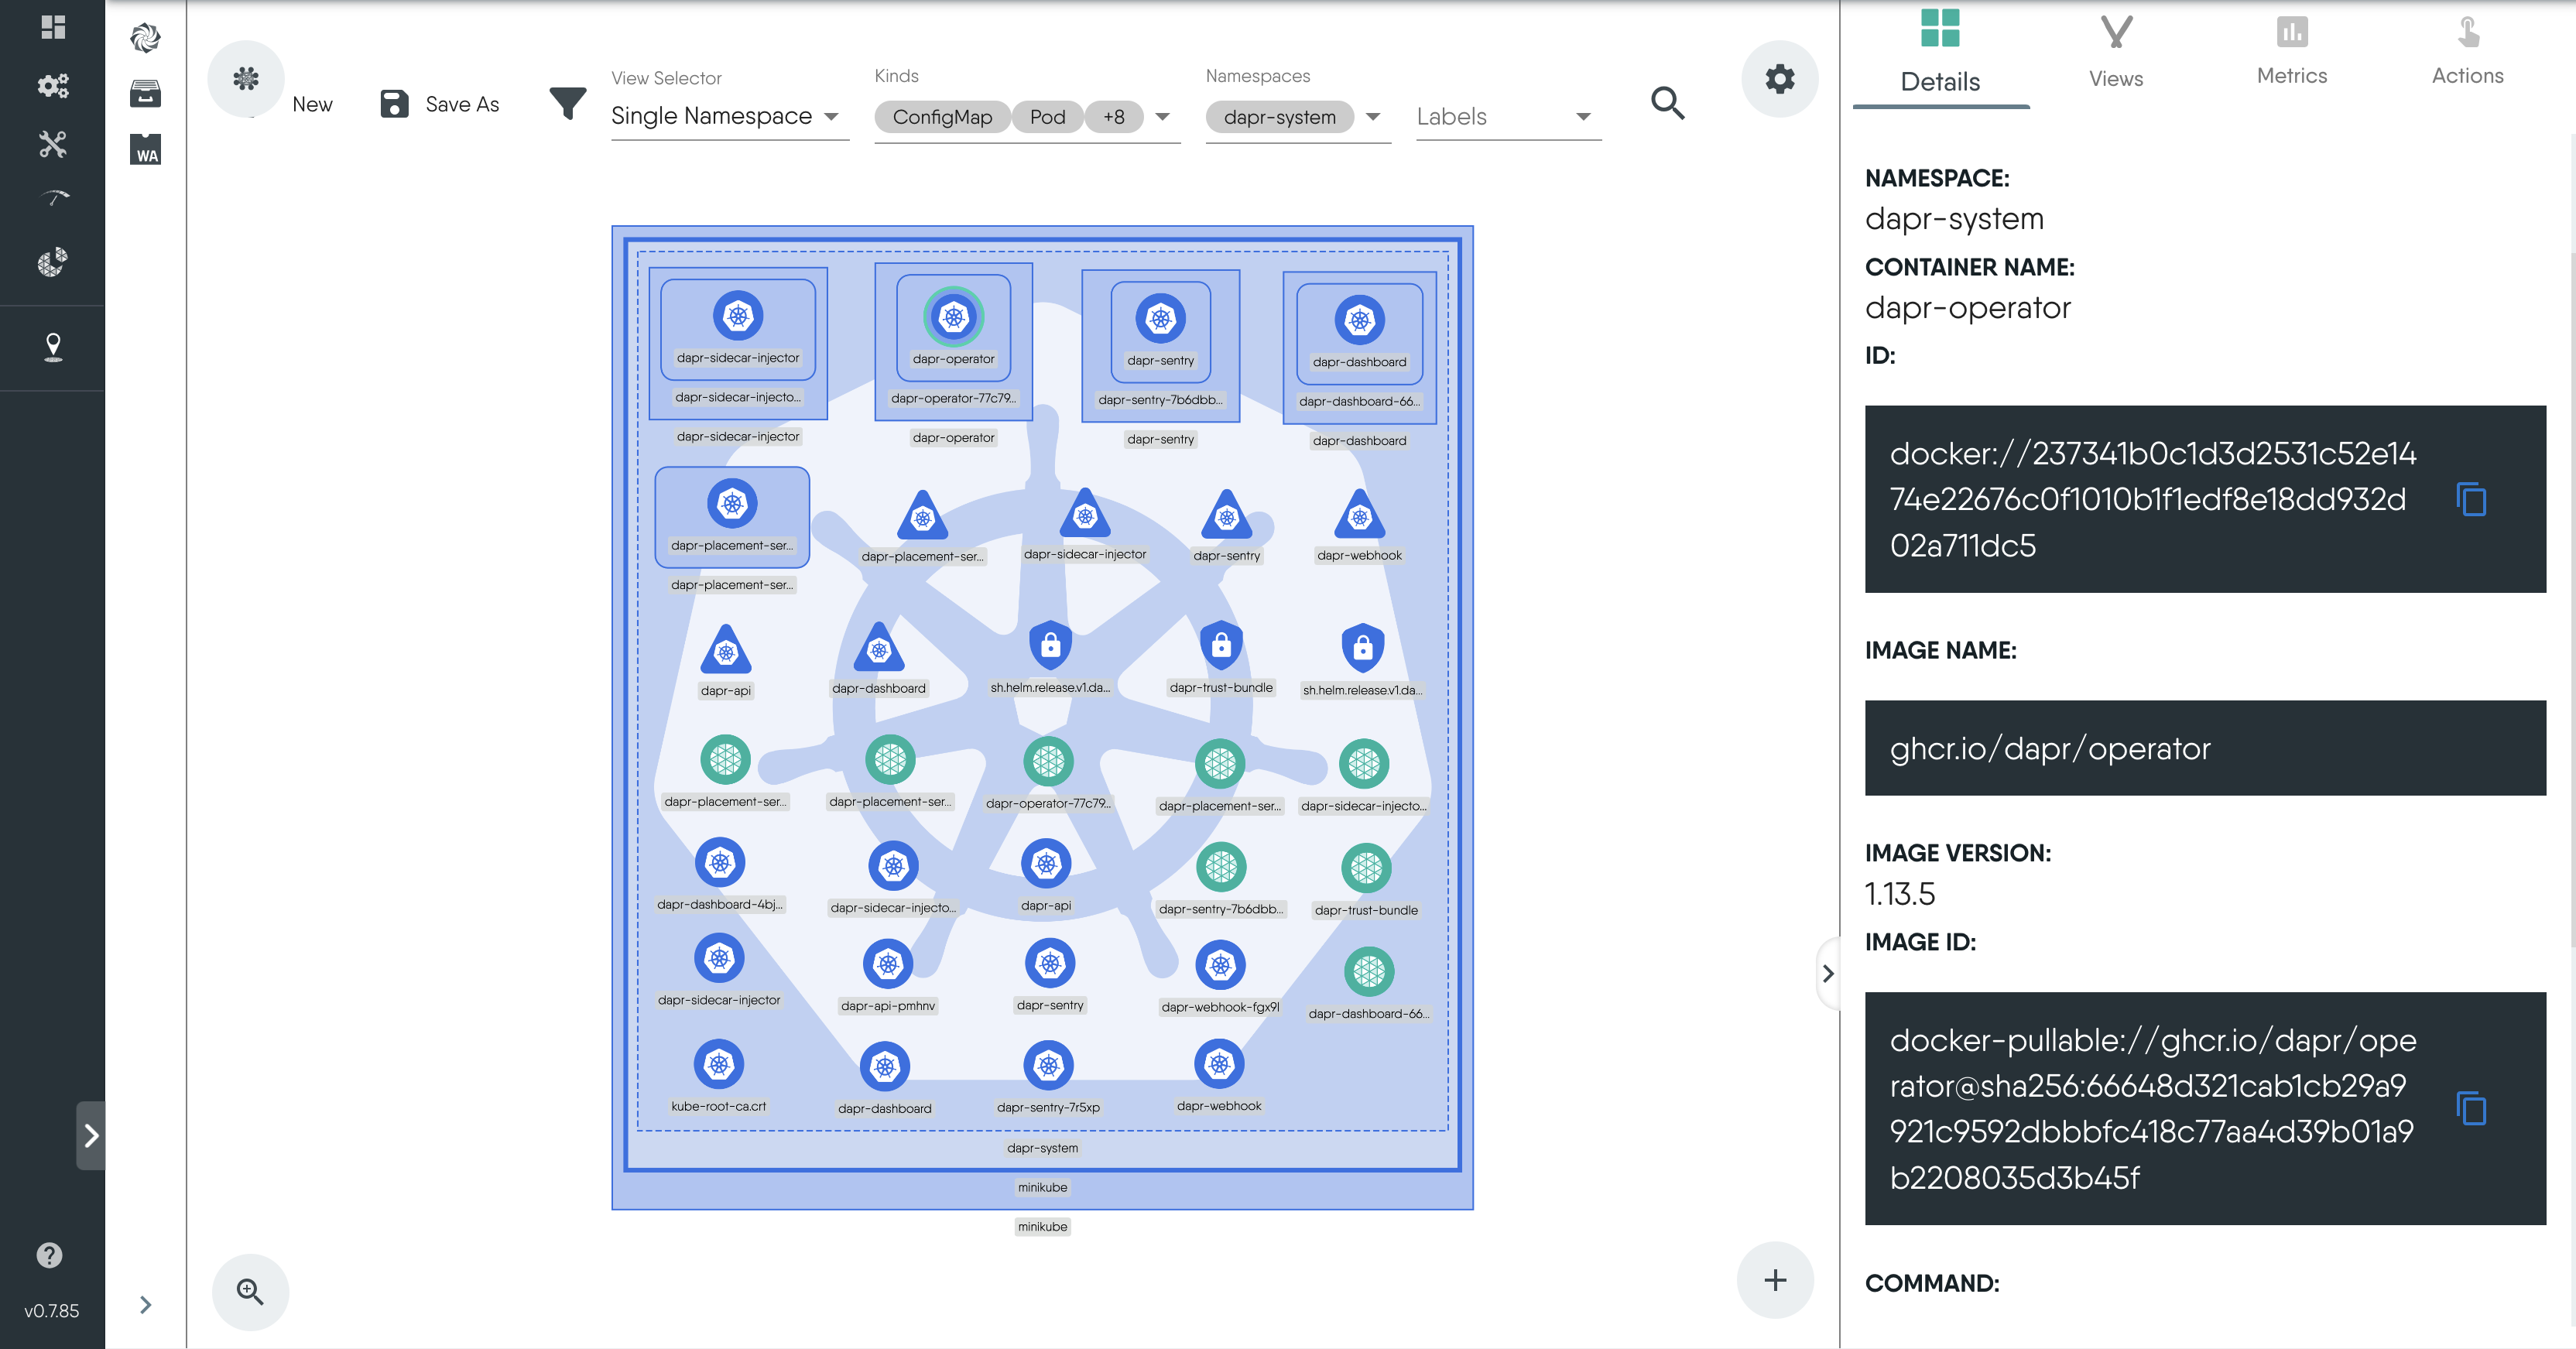 New
Save As
View Selector
Single Namespace
Kinds
ConfigMap
Pod
+8
Namespaces
dapr-system
Labels
WA
v0.7.85
dapr-sidecar-injector
dapr-operator
dapr-sentry
dapr-dashboard
dapr-sidecar-injecto...
dapr-operator-77c79...
dapr-sentry-7b6dbb...
dapr-dashboard-66...
dapr-sidecar-injector
dapr-operator
dapr-sentry
dapr-dashboard
dapr-placement-ser...
dapr-placement-ser...
dapr-placement-ser...
dapr-sidecar-injector
dapr-sentry
dapr-webhook
dapr-api
dapr-dashboard
sh.helm.release.v1.da...
dapr-trust-bundle
sh.helm.release.v1.da...
dapr-placement-ser...
dapr-placement-ser...
dapr-operator-77c79...
dapr-placement-ser...
dapr-sidecar-injecto...
dapr-dashboard-4bj...
dapr-sidecar-injecto...
dapr-api
dapr-sentry-7b6dbb...
dapr-trust-bundle
dapr-sidecar-injector
dapr-api-pmhnv
dapr-sentry
dapr-webhook-fgx9l
dapr-dashboard-66...
kube-root-ca.crt
dapr-dashboard
dapr-sentry-7r5xp
dapr-webhook
dapr-system
minikube
minikube
Details
Views
Metrics
Actions
NAMESPACE:
dapr-system
CONTAINER NAME:
dapr-operator
ID:
docker://237341b0c1d3d2531c52e14
74e22676c0f1010b1f1edf8e18dd932d
02a711dc5
IMAGE NAME:
ghcr.io/dapr/operator
IMAGE VERSION:
1.13.5
IMAGE ID:
docker-pullable://ghcr.io/dapr/ope
rator@sha256:66648d321cab1cb29a9
921c9592dbbbfc418c77aa4d39b01a9
b2208035d3b45f
COMMAND: